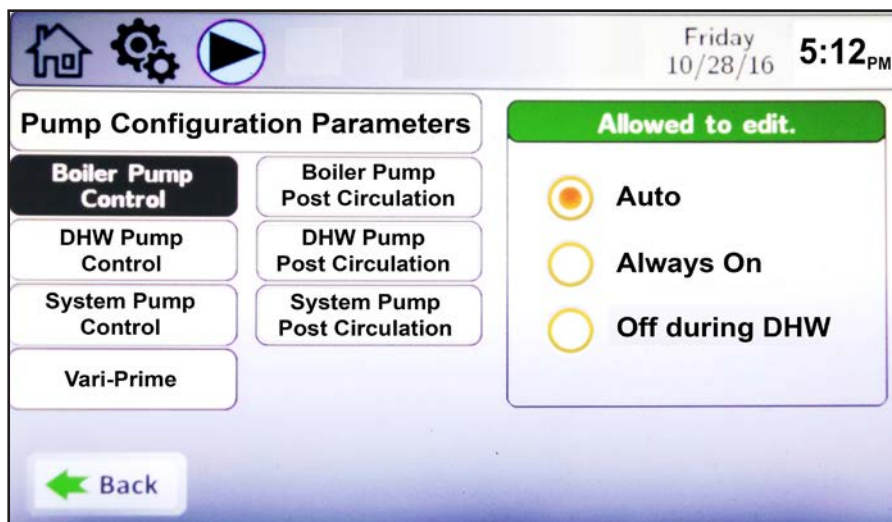 Friday
10/28/16
5:12PM
Pump Configuration Parameters
Allowed to edit.
Boiler Pump
Control
Boiler Pump
Post Circulation
DHW Pump
Control
DHW Pump
Post Circulation
System Pump
Control
System Pump
Post Circulation
Vari-Prime
Auto
Always On
Off during DHW
Back